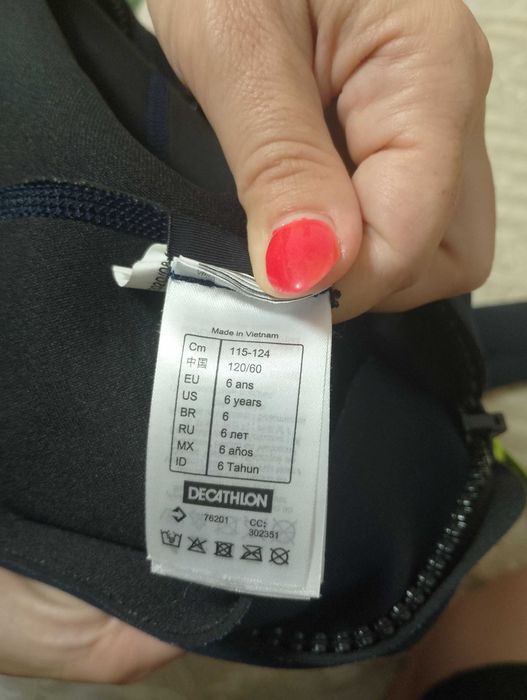 Made in Vietnam
Cm 115-124
中国 120/60
EU 6 ans
US 6 years
BR 6
RU 6 лет
MX 6 años
ID 6 Tahun
DECATHLON
76201 CC:
302351